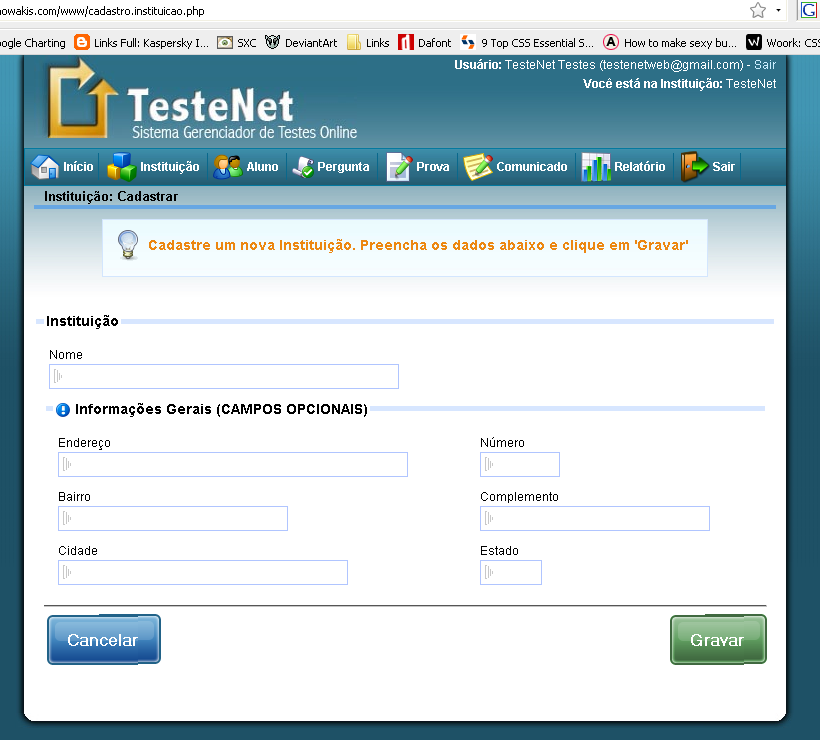 owakis.com/www/cadastro.instituicao.php
ogle Charting Links Full: Kaspersky I... SXC DeviantArt Links Dafont 9 Top CSS Essential S... How to make sexy bu... Woork: CSS
Usuário: TesteNet Testes (testenetweb@gmail.com) - Sair
Você está na Instituição: TesteNet
TesteNet
Sistema Gerenciador de Testes Online
Início Instituição Aluno Pergunta Prova Comunicado Relatório Sair
Instituição: Cadastrar
Cadastre um nova Instituição. Preencha os dados abaixo e clique em 'Gravar'
Instituição
Nome
Informações Gerais (CAMPOS OPCIONAIS)
Endereço Número
Bairro Complemento
Cidade Estado
Cancelar Gravar